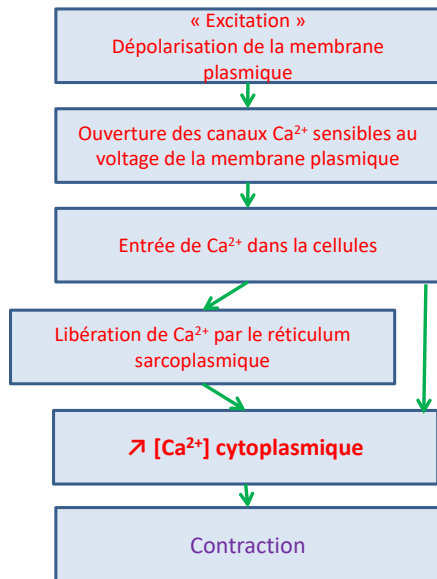 « Excitation »
Dépolarisation de la membrane
plasmique
Ouverture des canaux Ca²⁺ sensibles au
voltage de la membrane plasmique
Entrée de Ca²⁺ dans la cellules
Libération de Ca²⁺ par le réticulum
sarcoplasmique
↗ [Ca²⁺] cytoplasmique
Contraction